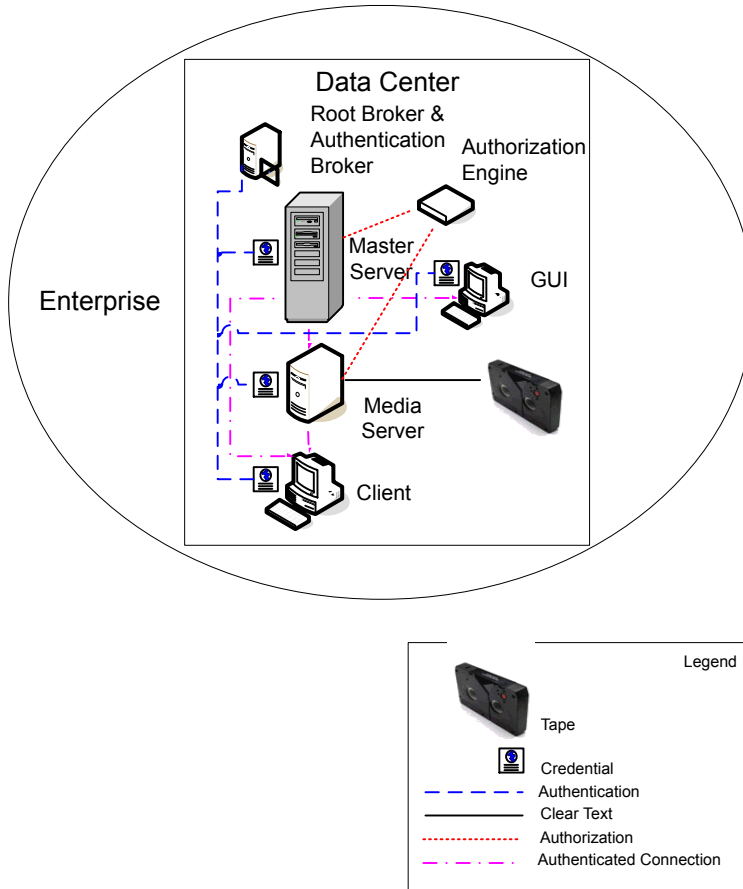 Data Center
Root Broker &
Authentication
Broker
Authorization
Engine
Master
Server
GUI
Enterprise
Media
Server
Client
Legend
Tape
Credential
Authentication
Clear Text
Authorization
Authenticated Connection